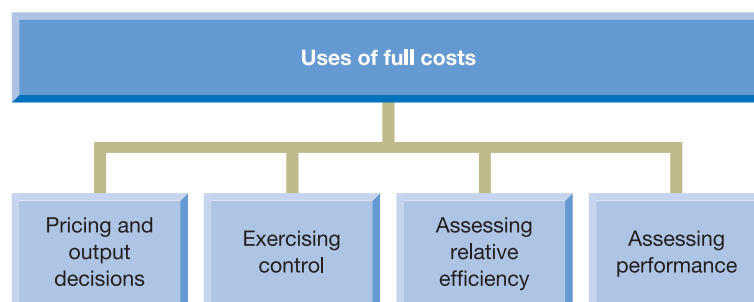 Uses of full costs
Pricing and
output
decisions
Exercising
control
Assessing
relative
efficiency
Assessing
performance